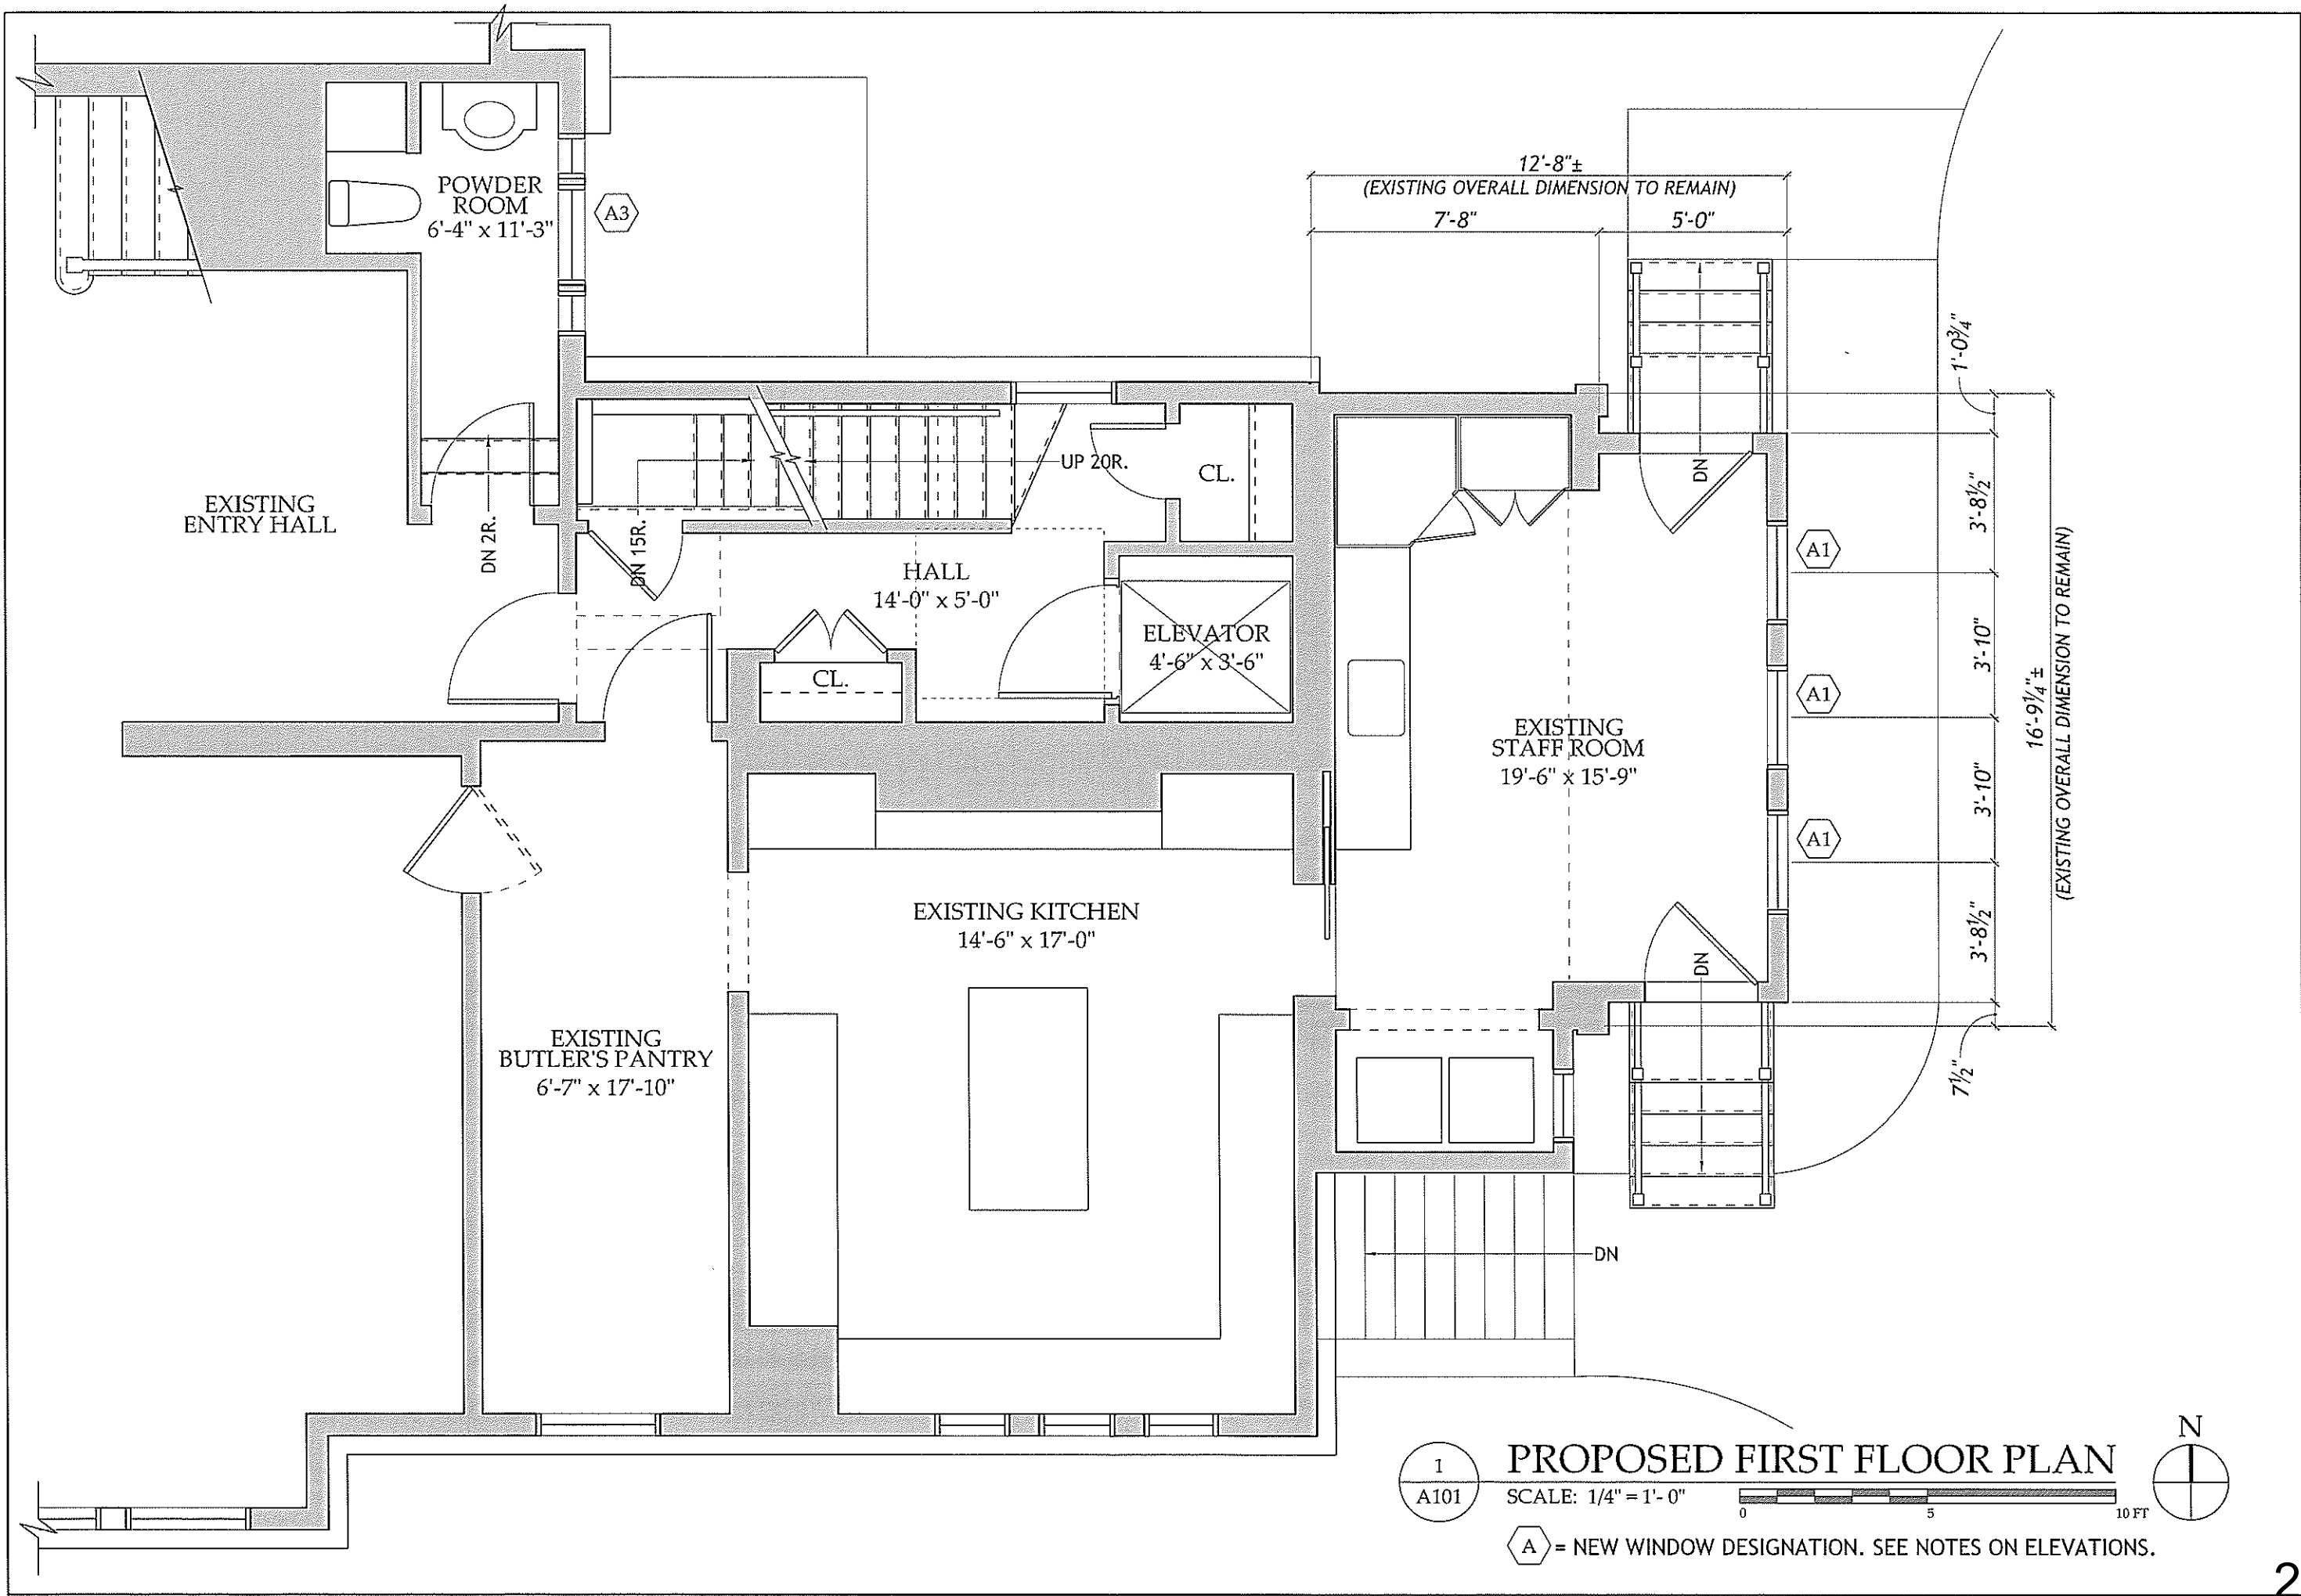 12'-8"±
(EXISTING OVERALL DIMENSION TO REMAIN)
7'-8"
5'-0"
POWDER
ROOM
6'-4" x 11'-3"
A3
1'-0¾"
EXISTING
ENTRY HALL
DN 2R.
DN 15R.
UP 20R.
CL.
DN
3'-8½"
A1
HALL
14'-0" x 5'-0"
ELEVATOR
4'-6" x 3'-6"
CL.
3'-10"
A1
16'-9¼"±
(EXISTING OVERALL DIMENSION TO REMAIN)
EXISTING
STAFF ROOM
19'-6" x 15'-9"
3'-10"
A1
EXISTING KITCHEN
14'-6" x 17'-0"
3'-8½"
DN
EXISTING
BUTLER'S PANTRY
6'-7" x 17'-10"
7½"
DN
N
1
A101
PROPOSED FIRST FLOOR PLAN
SCALE: 1/4" = 1'- 0"
0 5 10 FT
A = NEW WINDOW DESIGNATION. SEE NOTES ON ELEVATIONS.
2